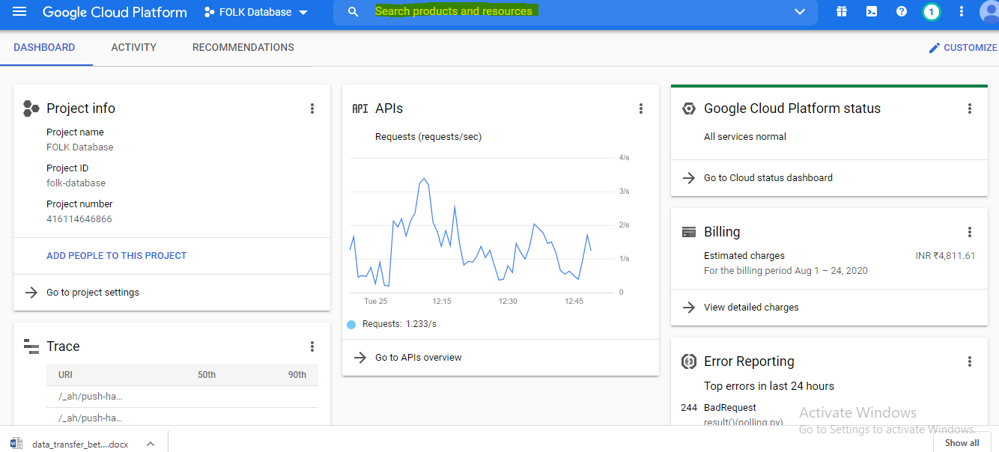 Google Cloud Platform
FOLK Database
Search products and resources
1
DASHBOARD
ACTIVITY
RECOMMENDATIONS
CUSTOMIZE
Project info
Project name
FOLK Database
Project ID
folk-database
Project number
416114646866
ADD PEOPLE TO THIS PROJECT
Go to project settings
Trace
URI 50th 90th
/_ah/push-ha...
/_ah/push-ha...
API APIs
Requests (requests/sec)
4/s
3/s
2/s
1/s
0
Tue 25 12:15 12:30 12:45
Requests: 1.233/s
Go to APIs overview
Google Cloud Platform status
All services normal
Go to Cloud status dashboard
Billing
Estimated charges INR ₹4,811.61
For the billing period Aug 1 – 24, 2020
View detailed charges
Error Reporting
Top errors in last 24 hours
244 BadRequest
result()(polling.py)
Activate Windows
Go to Settings to activate Windows.
data_transfer_bet....docx
Show all